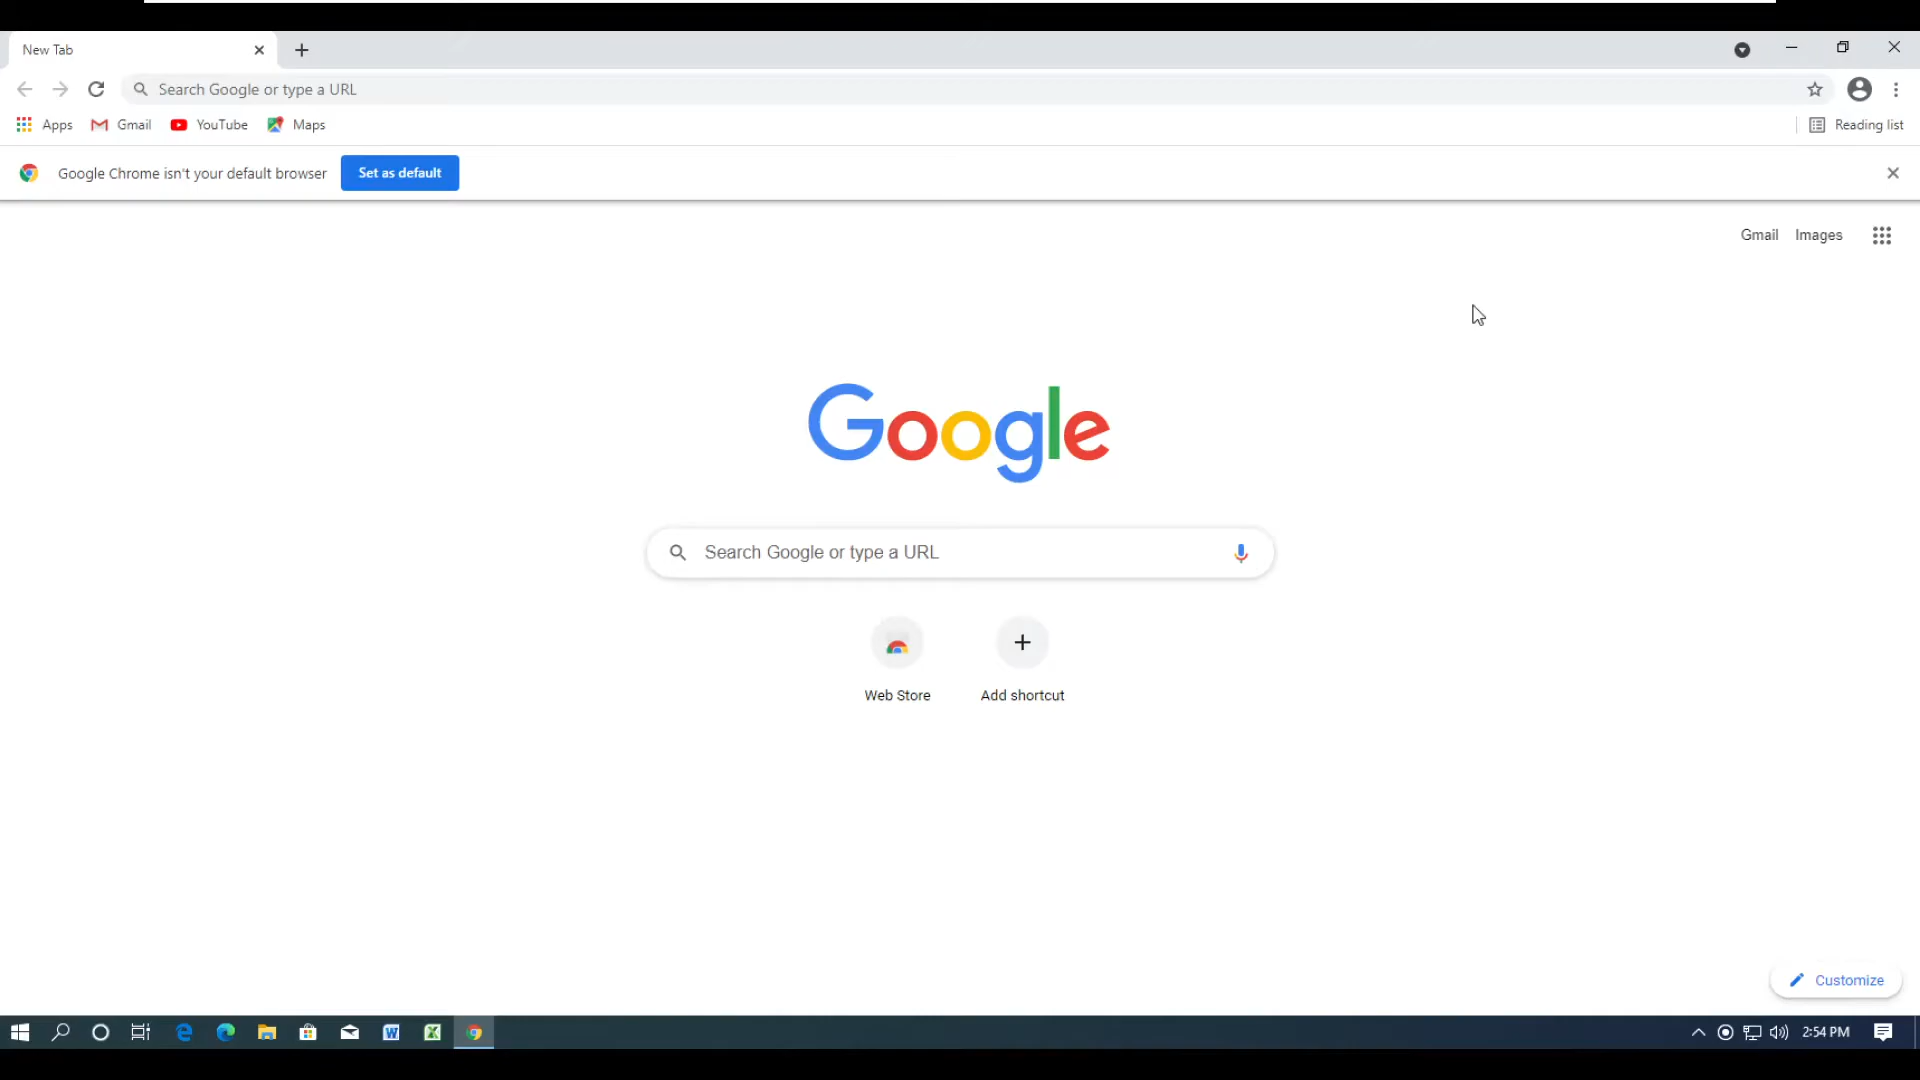 New Tab
Search Google or type a URL
Apps Gmail YouTube Maps Reading list
Google Chrome isn't your default browser Set as default
Gmail Images
Google
Search Google or type a URL
Web Store Add shortcut
Customize
2:54 PM